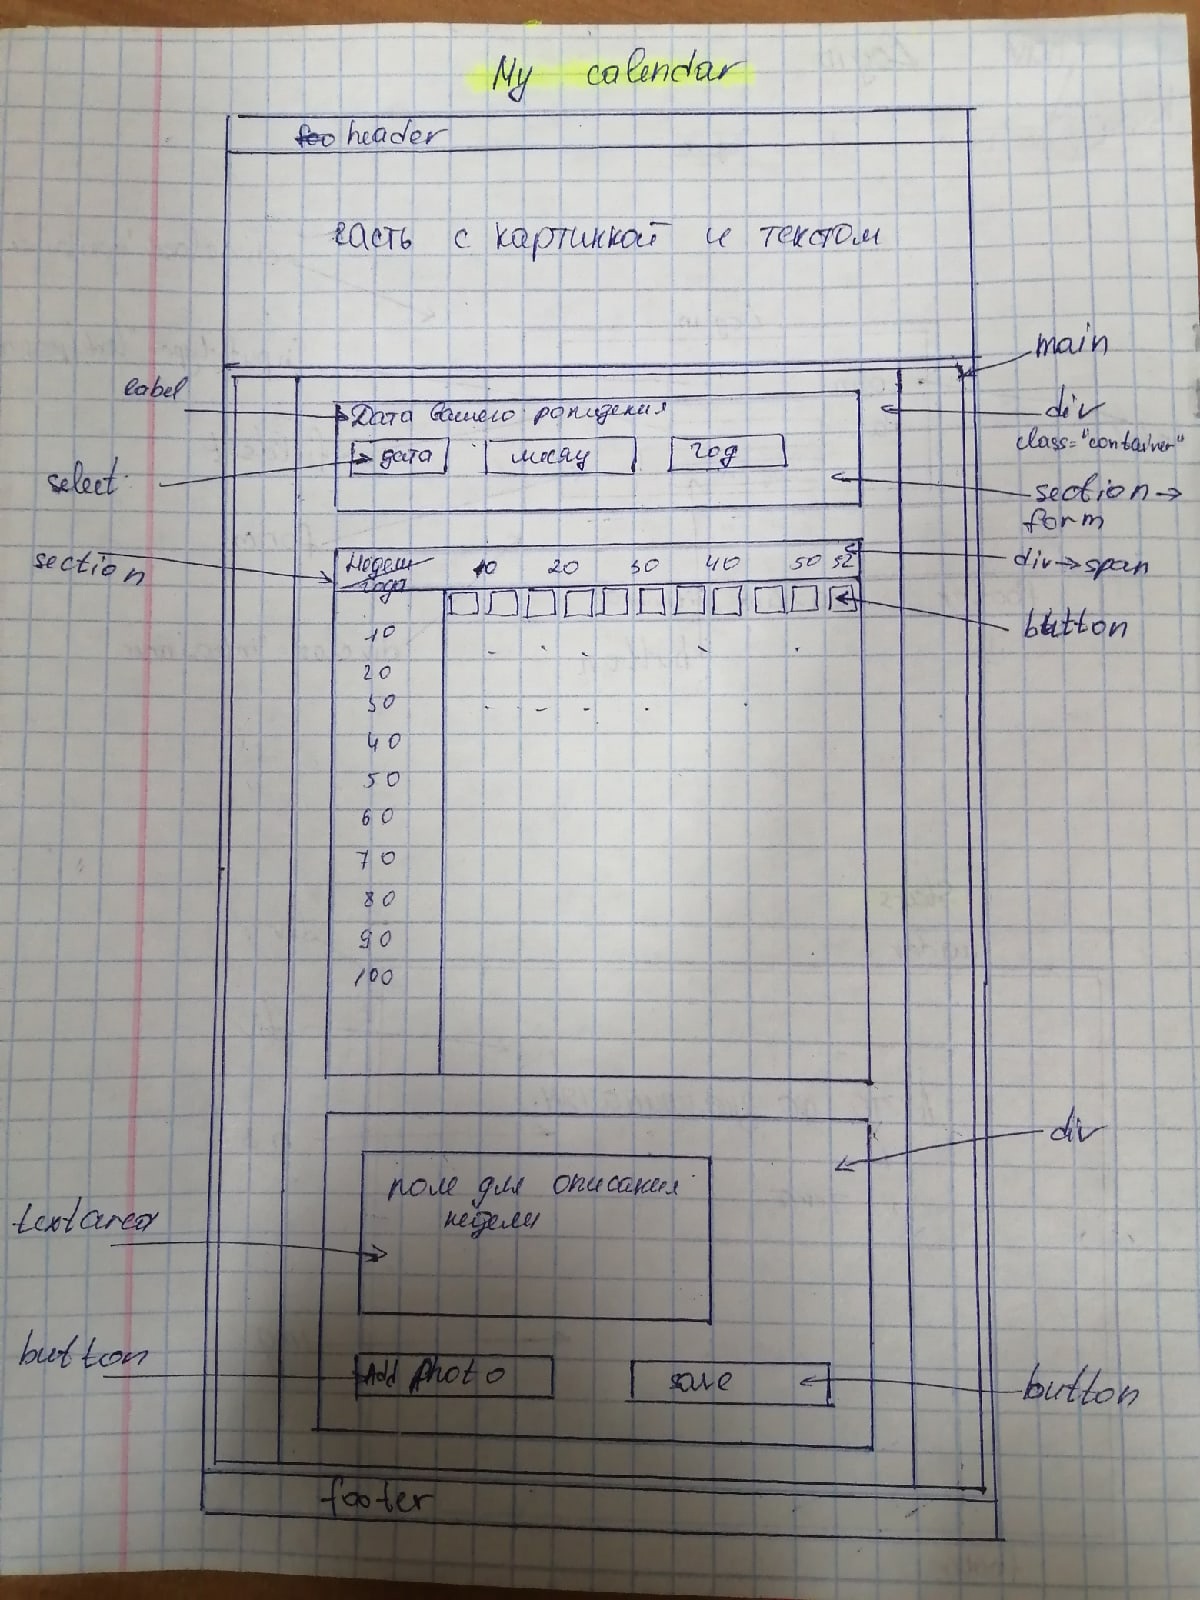 My calendar
foo header
часть с картинкой и текстом
main
label
Дата вашего рождения
div
class="container"
select
дата месяц год
section →
form
section
Недели 10 20 30 40 50 52
года
div → span
button
10
20
30
40
50
60
70
80
90
100
div
поле для описания
недели
textarea
button
Add photo save
button
footer